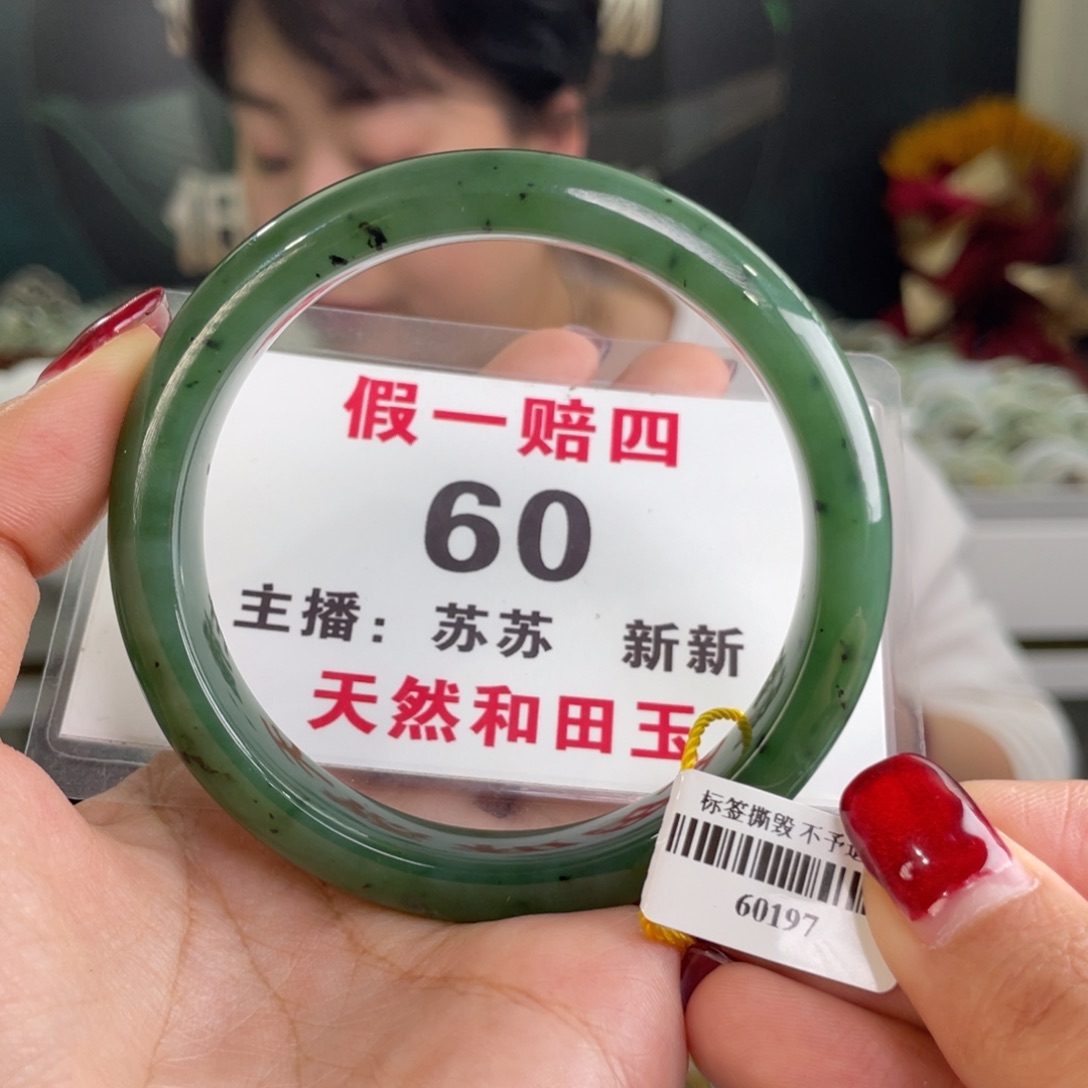 假一赔四
60
主播： 苏苏 新新
天然和田玉
标签撕毁 不予
60197